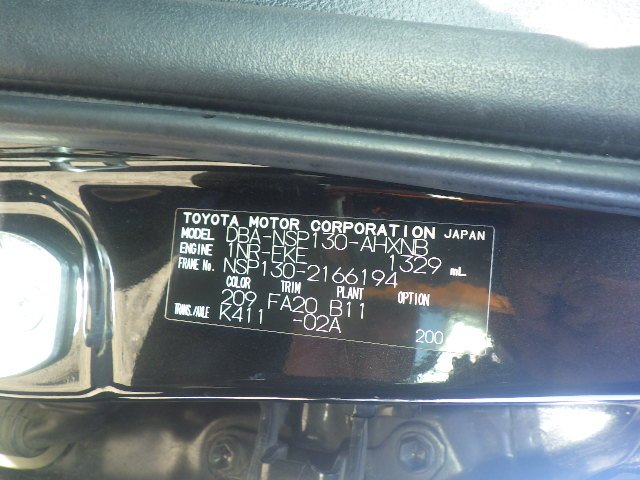 TOYOTA MOTOR CORPORATION JAPAN
MODEL DBA-NSP130-AHXNB
ENGINE 1NR-FKE 1329 mL
FRAME No. NSP130-2166194
COLOR TRIM PLANT OPTION
209 FA20 B11
TRANS./AXLE K411 -02A
200